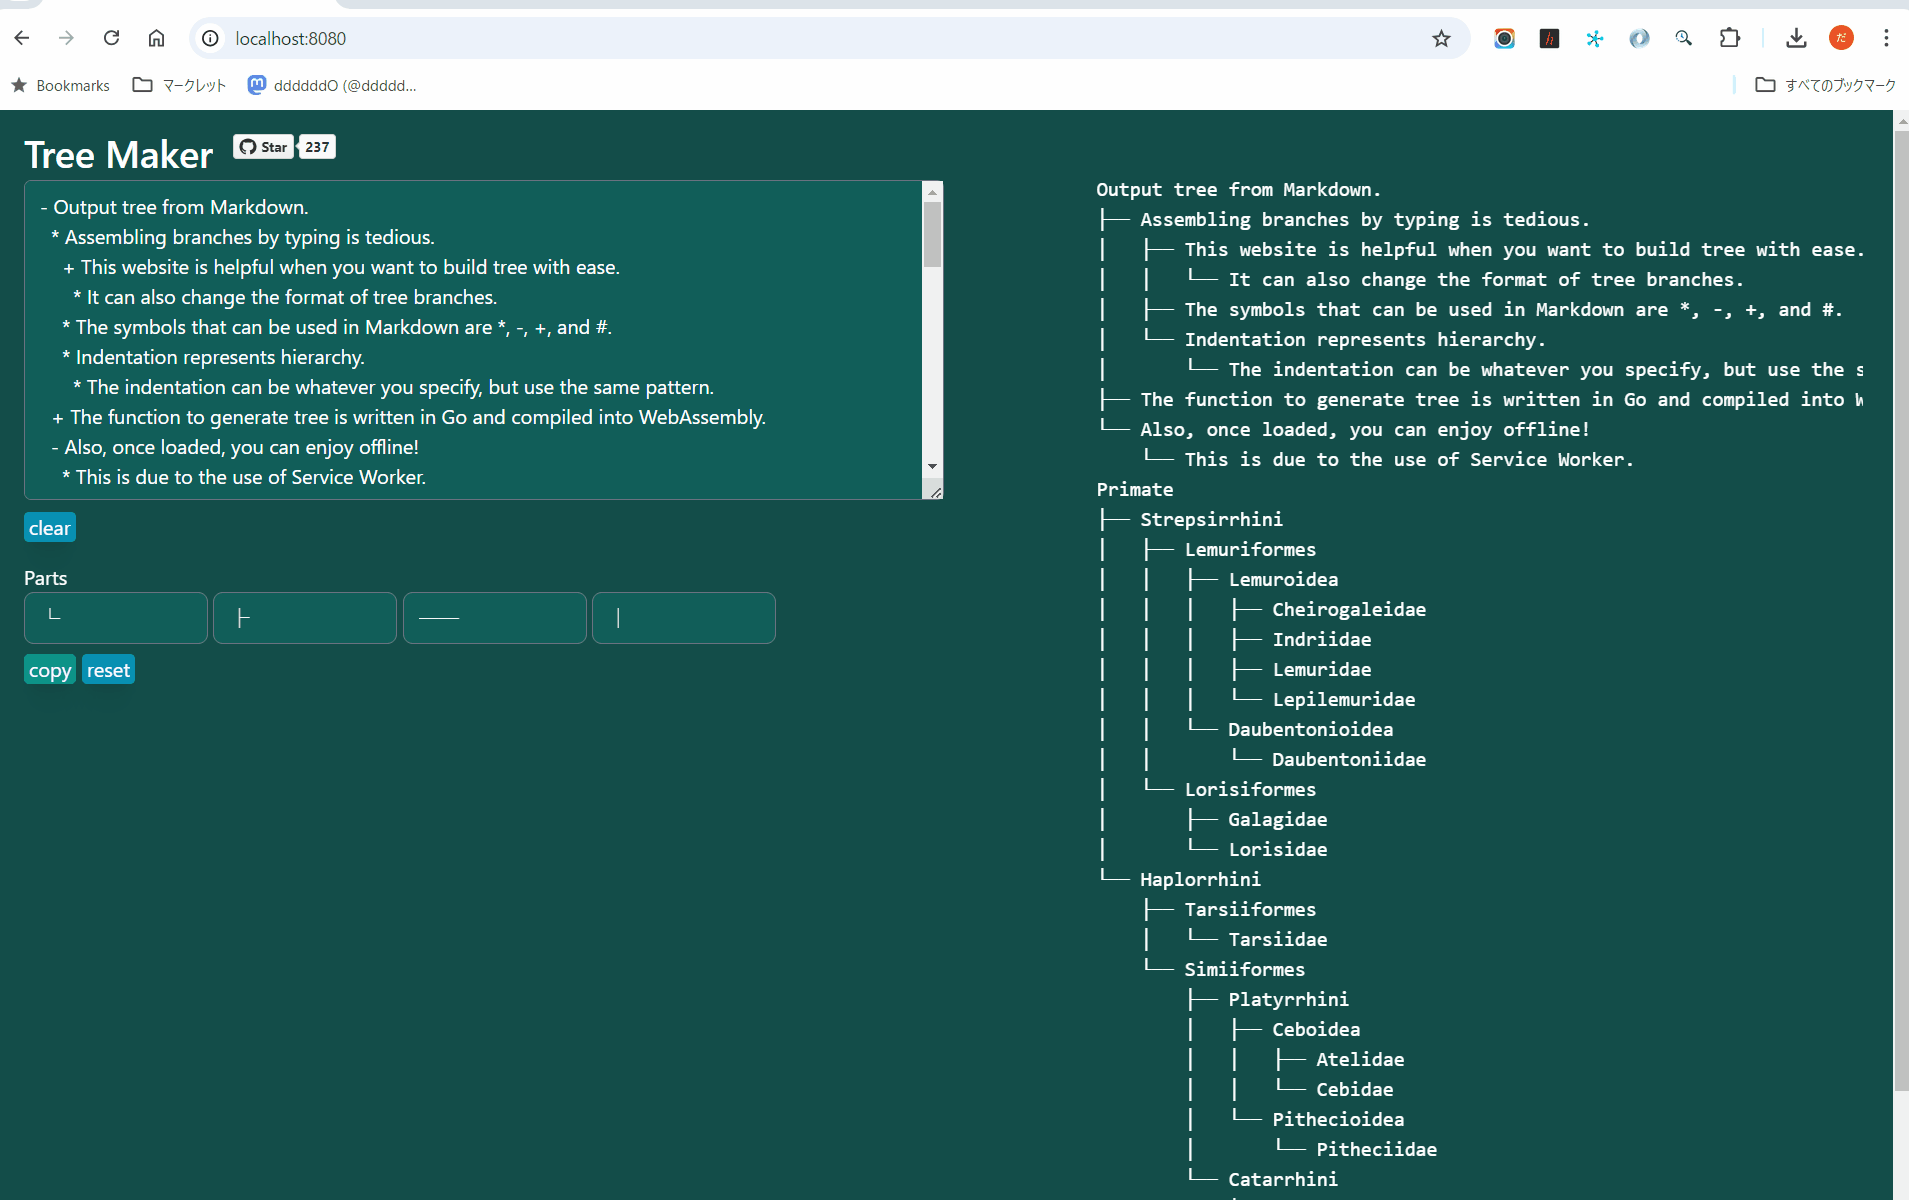 localhost:8080
Bookmarks マークレット ddddddO (@ddddd... すべてのブックマーク
Tree Maker Star 237
- Output tree from Markdown.
  * Assembling branches by typing is tedious.
    + This website is helpful when you want to build tree with ease.
      * It can also change the format of tree branches.
    * The symbols that can be used in Markdown are *, -, +, and #.
    * Indentation represents hierarchy.
      * The indentation can be whatever you specify, but use the same pattern.
  + The function to generate tree is written in Go and compiled into WebAssembly.
  - Also, once loaded, you can enjoy offline!
    * This is due to the use of Service Worker.
clear
Parts
└ ├ ── │
copy reset
Output tree from Markdown.
├── Assembling branches by typing is tedious.
│   ├── This website is helpful when you want to build tree with ease.
│   │   └── It can also change the format of tree branches.
│   ├── The symbols that can be used in Markdown are *, -, +, and #.
│   └── Indentation represents hierarchy.
│       └── The indentation can be whatever you specify, but use the s
├── The function to generate tree is written in Go and compiled into W
└── Also, once loaded, you can enjoy offline!
    └── This is due to the use of Service Worker.
Primate
├── Strepsirrhini
│   ├── Lemuriformes
│   │   ├── Lemuroidea
│   │   │   ├── Cheirogaleidae
│   │   │   ├── Indriidae
│   │   │   ├── Lemuridae
│   │   │   └── Lepilemuridae
│   │   └── Daubentonioidea
│   │       └── Daubentoniidae
│   └── Lorisiformes
│       ├── Galagidae
│       └── Lorisidae
└── Haplorrhini
    ├── Tarsiiformes
    │   └── Tarsiidae
    └── Simiiformes
        ├── Platyrrhini
        │   ├── Ceboidea
        │   │   ├── Atelidae
        │   │   └── Cebidae
        │   └── Pithecioidea
        │       └── Pitheciidae
        └── Catarrhini